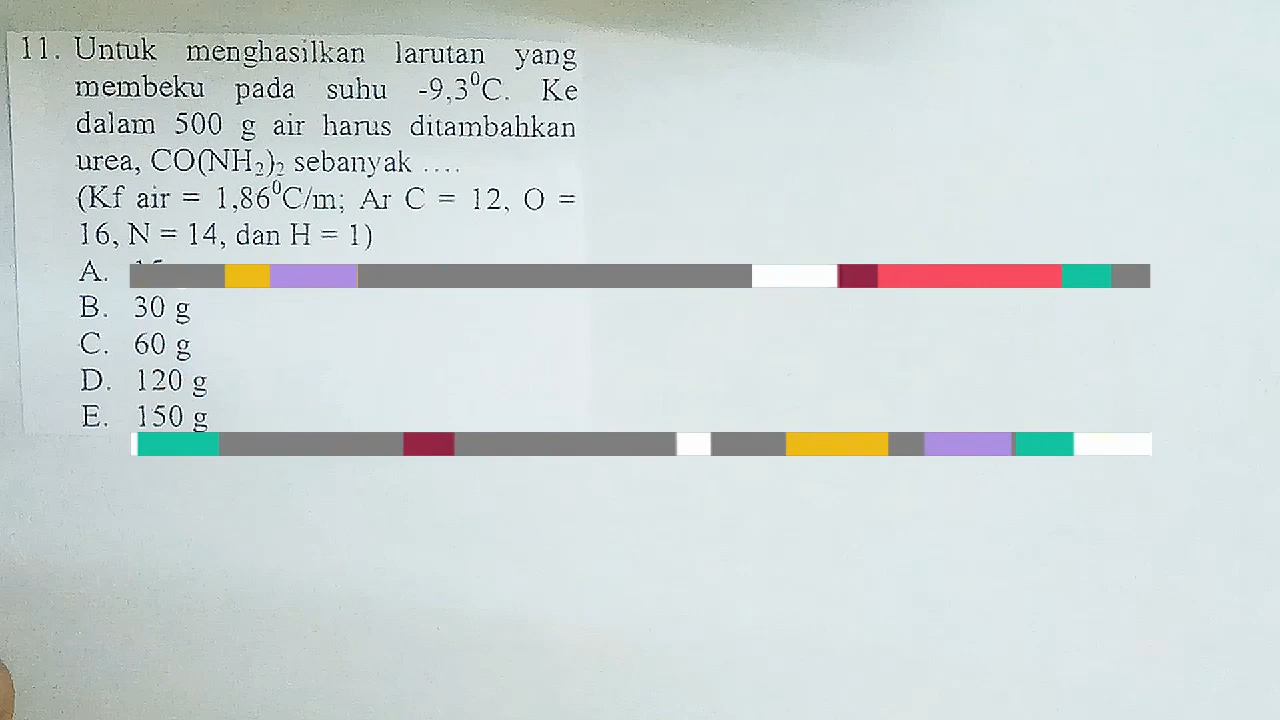 11. Untuk menghasilkan larutan yang
membeku pada suhu -9,3⁰C. Ke
dalam 500 g air harus ditambahkan
urea, CO(NH₂)₂ sebanyak ....
(Kf air = 1,86⁰C/m; Ar C = 12, O =
16, N = 14, dan H = 1)
A.
B. 30 g
C. 60 g
D. 120 g
E. 150 g